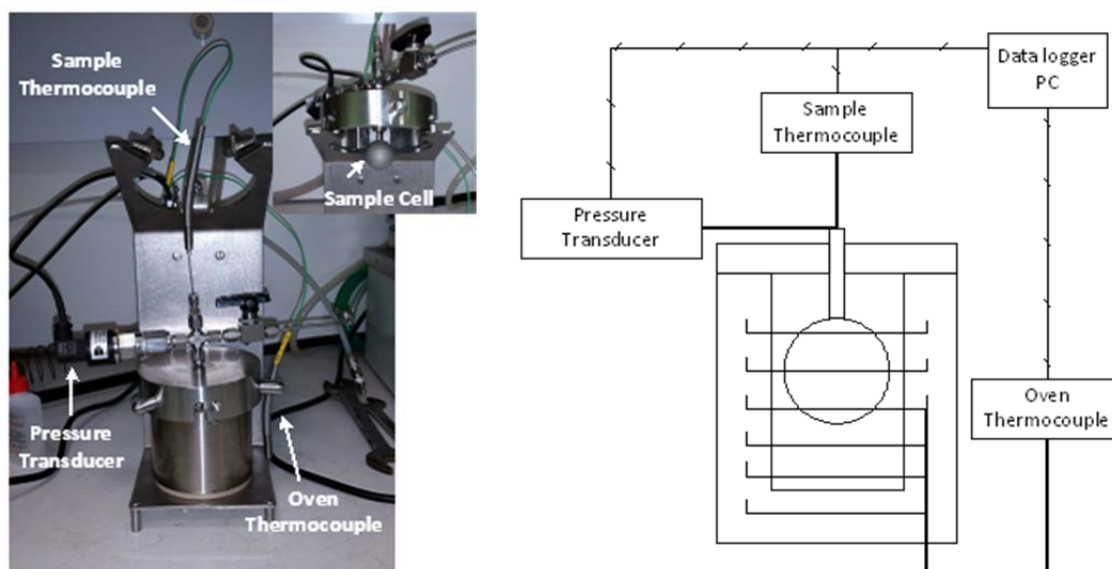 Sample
Thermocouple
Sample Cell
Pressure
Transducer
Oven
Thermocouple
Data logger
PC
Sample
Thermocouple
Pressure
Transducer
Oven
Thermocouple